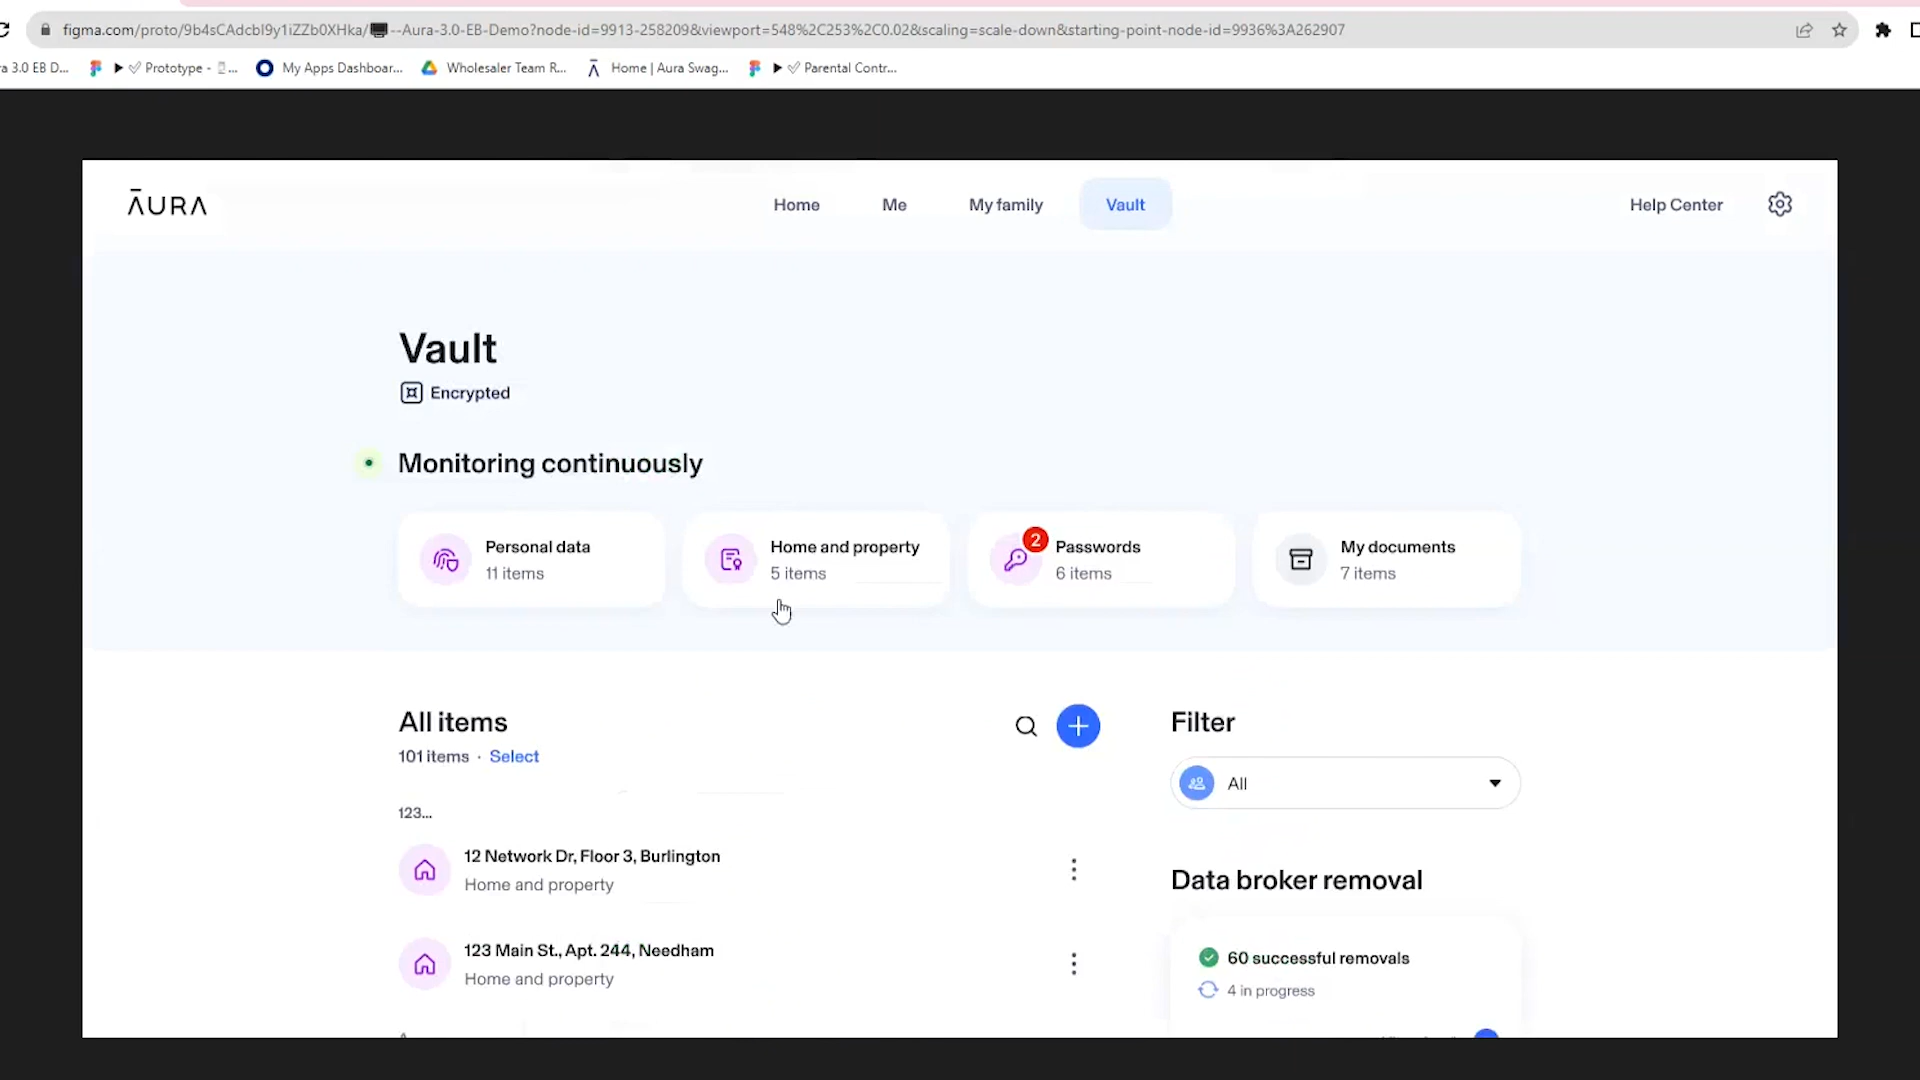 figma.com/proto/9b4sCAdcbl9y1iZZb0XHka/🖥--Aura-3.0-EB-Demo?node-id=9913-258209&viewport=548%2C253%2C0.02&scaling=scale-down&starting-point-node-id=9936%3A262907
a 3.0 EB D... ▶ ✅ Prototype - ... My Apps Dashboar... Wholesaler Team R... Home | Aura Swag... ▶ ✅ Parental Contr...
ĀURA Home Me My family Vault Help Center
Vault
Encrypted
Monitoring continuously
Personal data
11 items
Home and property
5 items
2
Passwords
6 items
My documents
7 items
All items
101 items · Select
123...
12 Network Dr, Floor 3, Burlington
Home and property
123 Main St., Apt. 244, Needham
Home and property
Filter
All
Data broker removal
60 successful removals
4 in progress